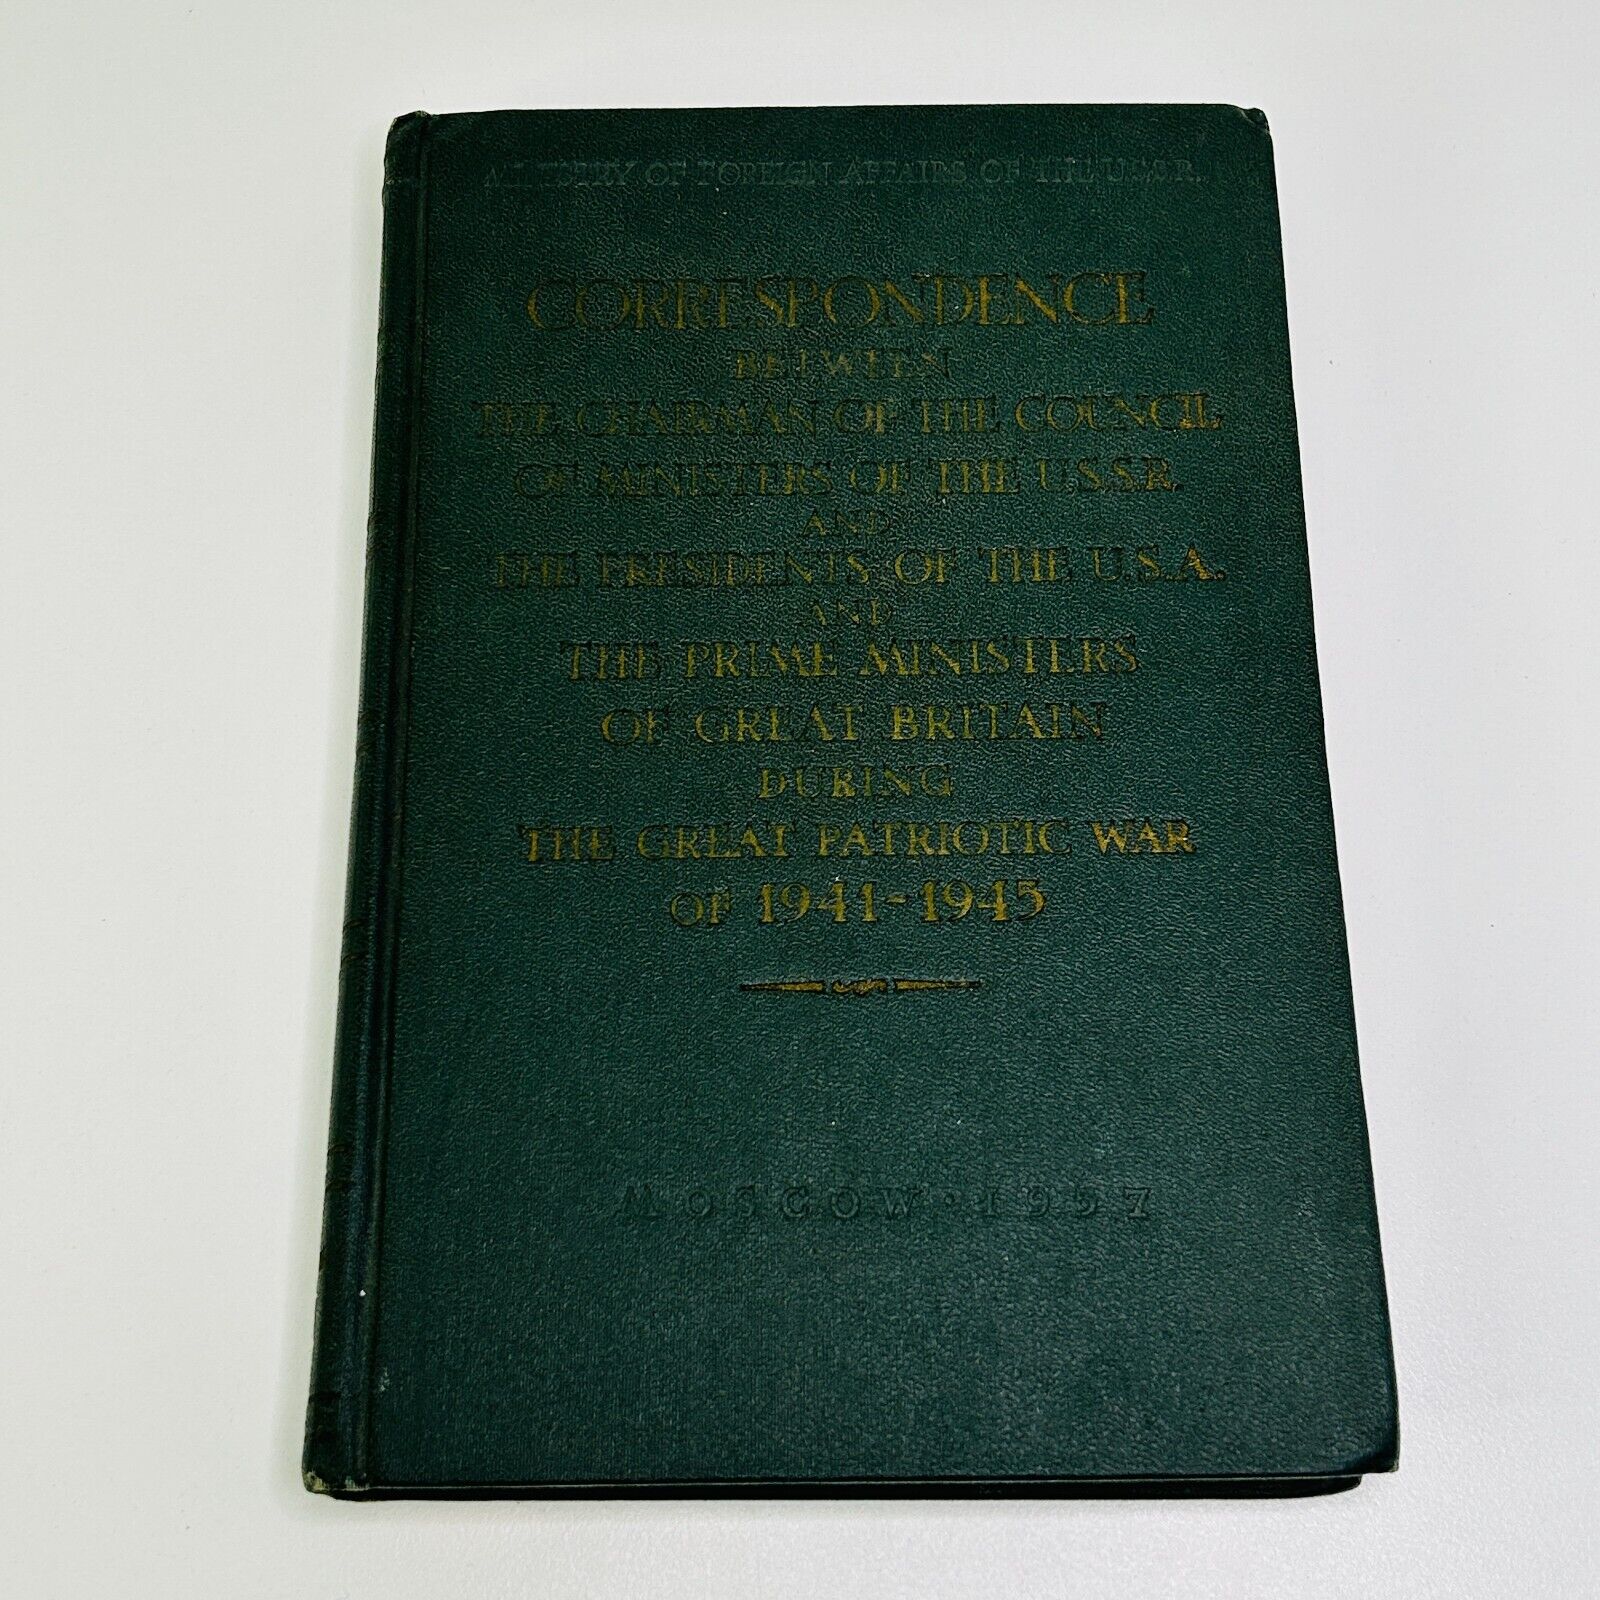 MINISTRY OF FOREIGN AFFAIRS OF THE U.S.S.R.
CORRESPONDENCE
BETWEEN
THE CHAIRMAN OF THE COUNCIL
OF MINISTERS OF THE U.S.S.R.
AND
THE PRESIDENTS OF THE U.S.A.
AND
THE PRIME MINISTERS
OF GREAT BRITAIN
DURING
THE GREAT PATRIOTIC WAR
OF 1941-1945
MOSCOW · 1957